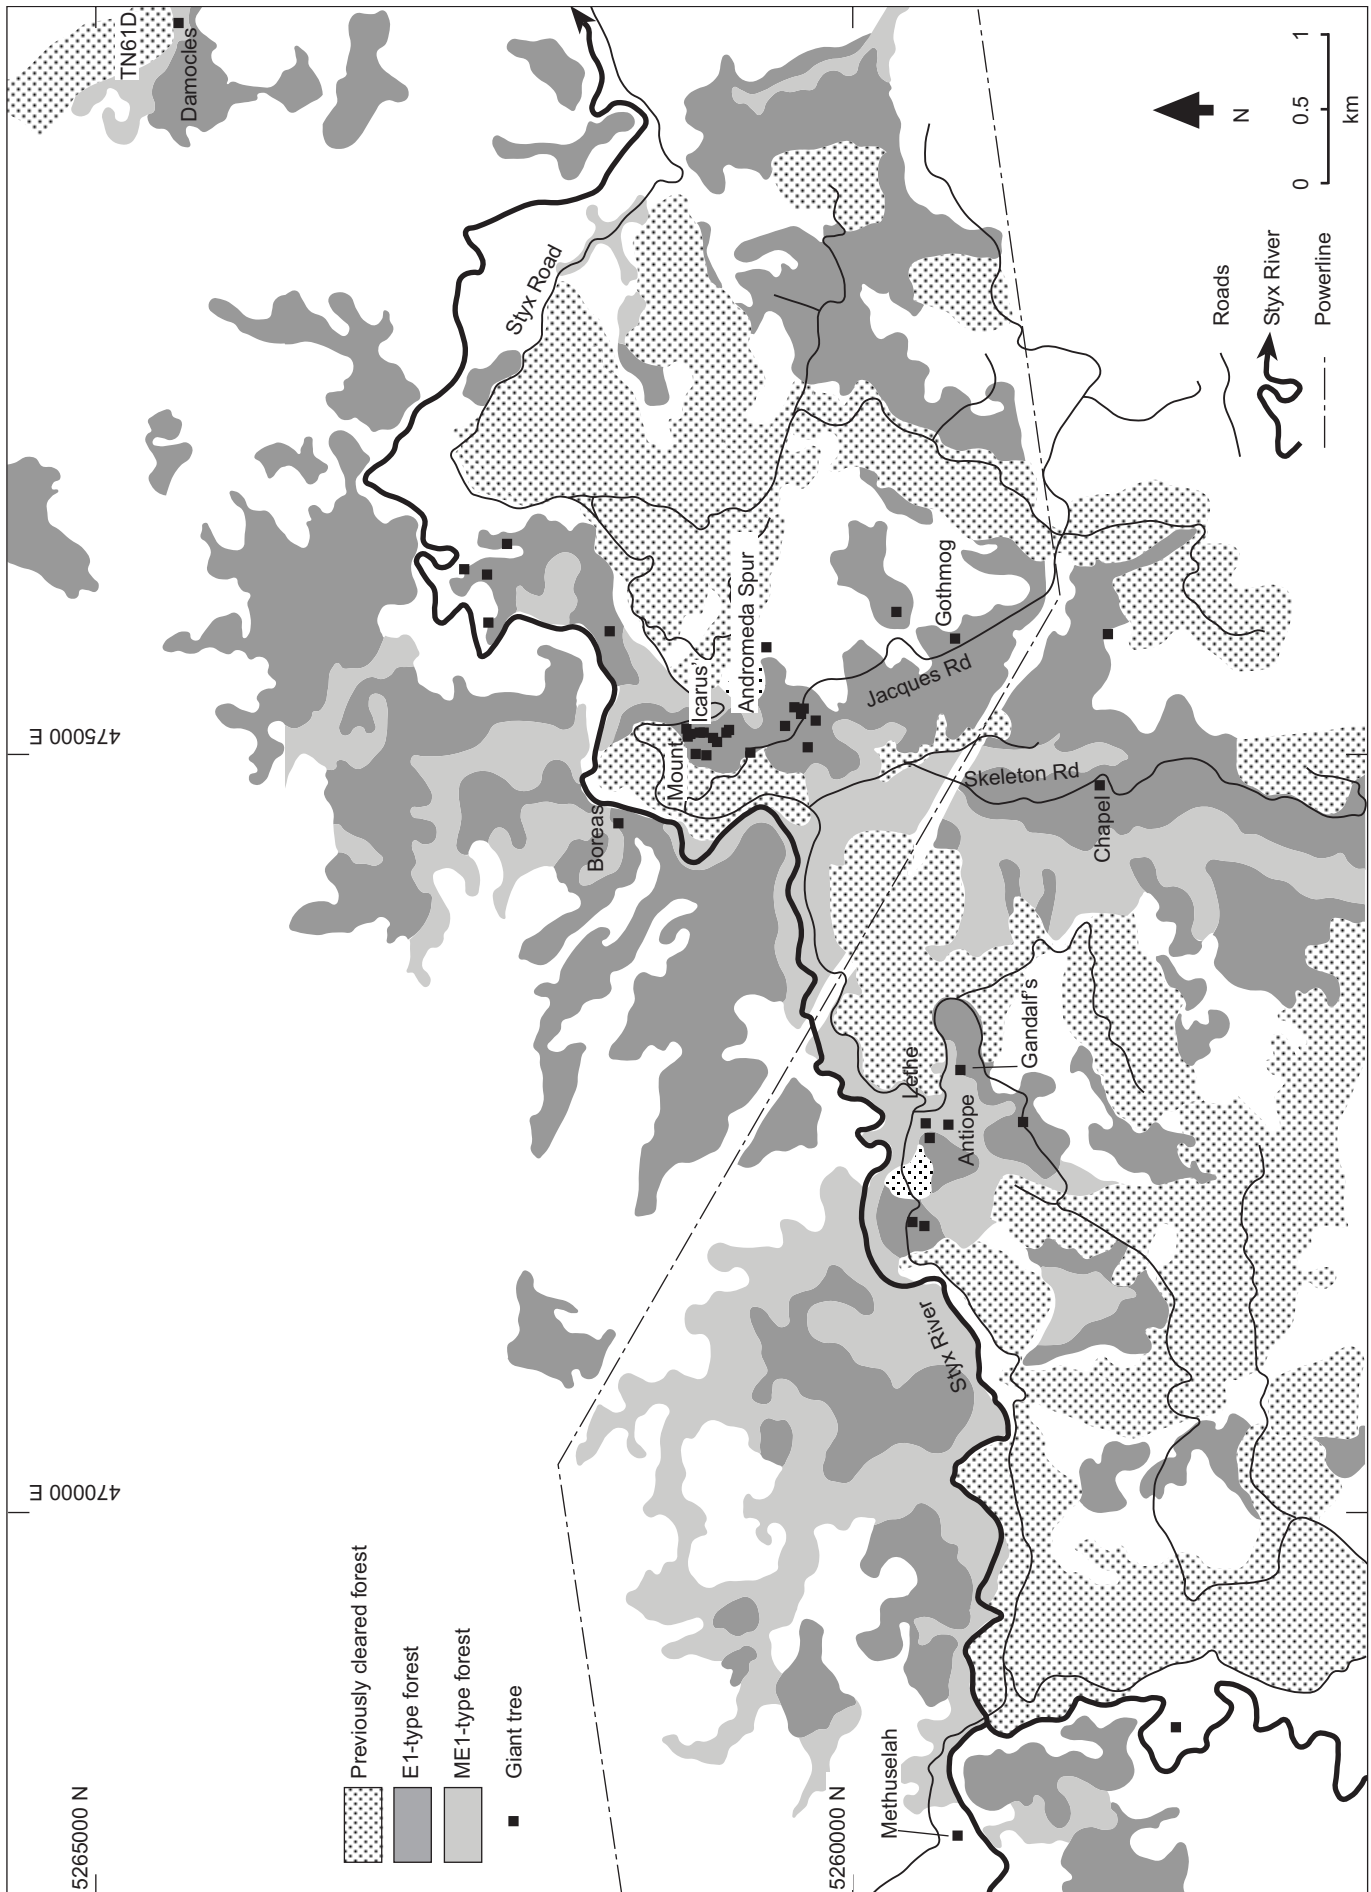 TN61D
Damocles
Styx Road
475000 E
Boreas
Mount
Icarus
Andromeda Spur
Gothmog
Jacques Rd
Skeleton Rd
Chapel
Lethe
Antiope
Gandalf's
Styx River
470000 E
Methuselah
5265000 N
5260000 N
Previously cleared forest
E1-type forest
ME1-type forest
Giant tree
Roads
Styx River
Powerline
N
0 0.5 1
km